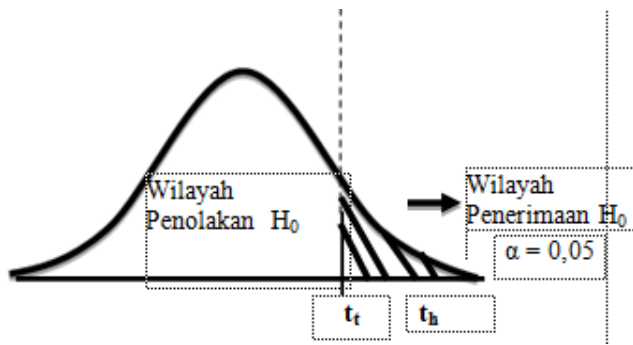 Wilayah
Penolakan H₀
Wilayah
Penerimaan H₀
α = 0,05
tₜ
tₕ